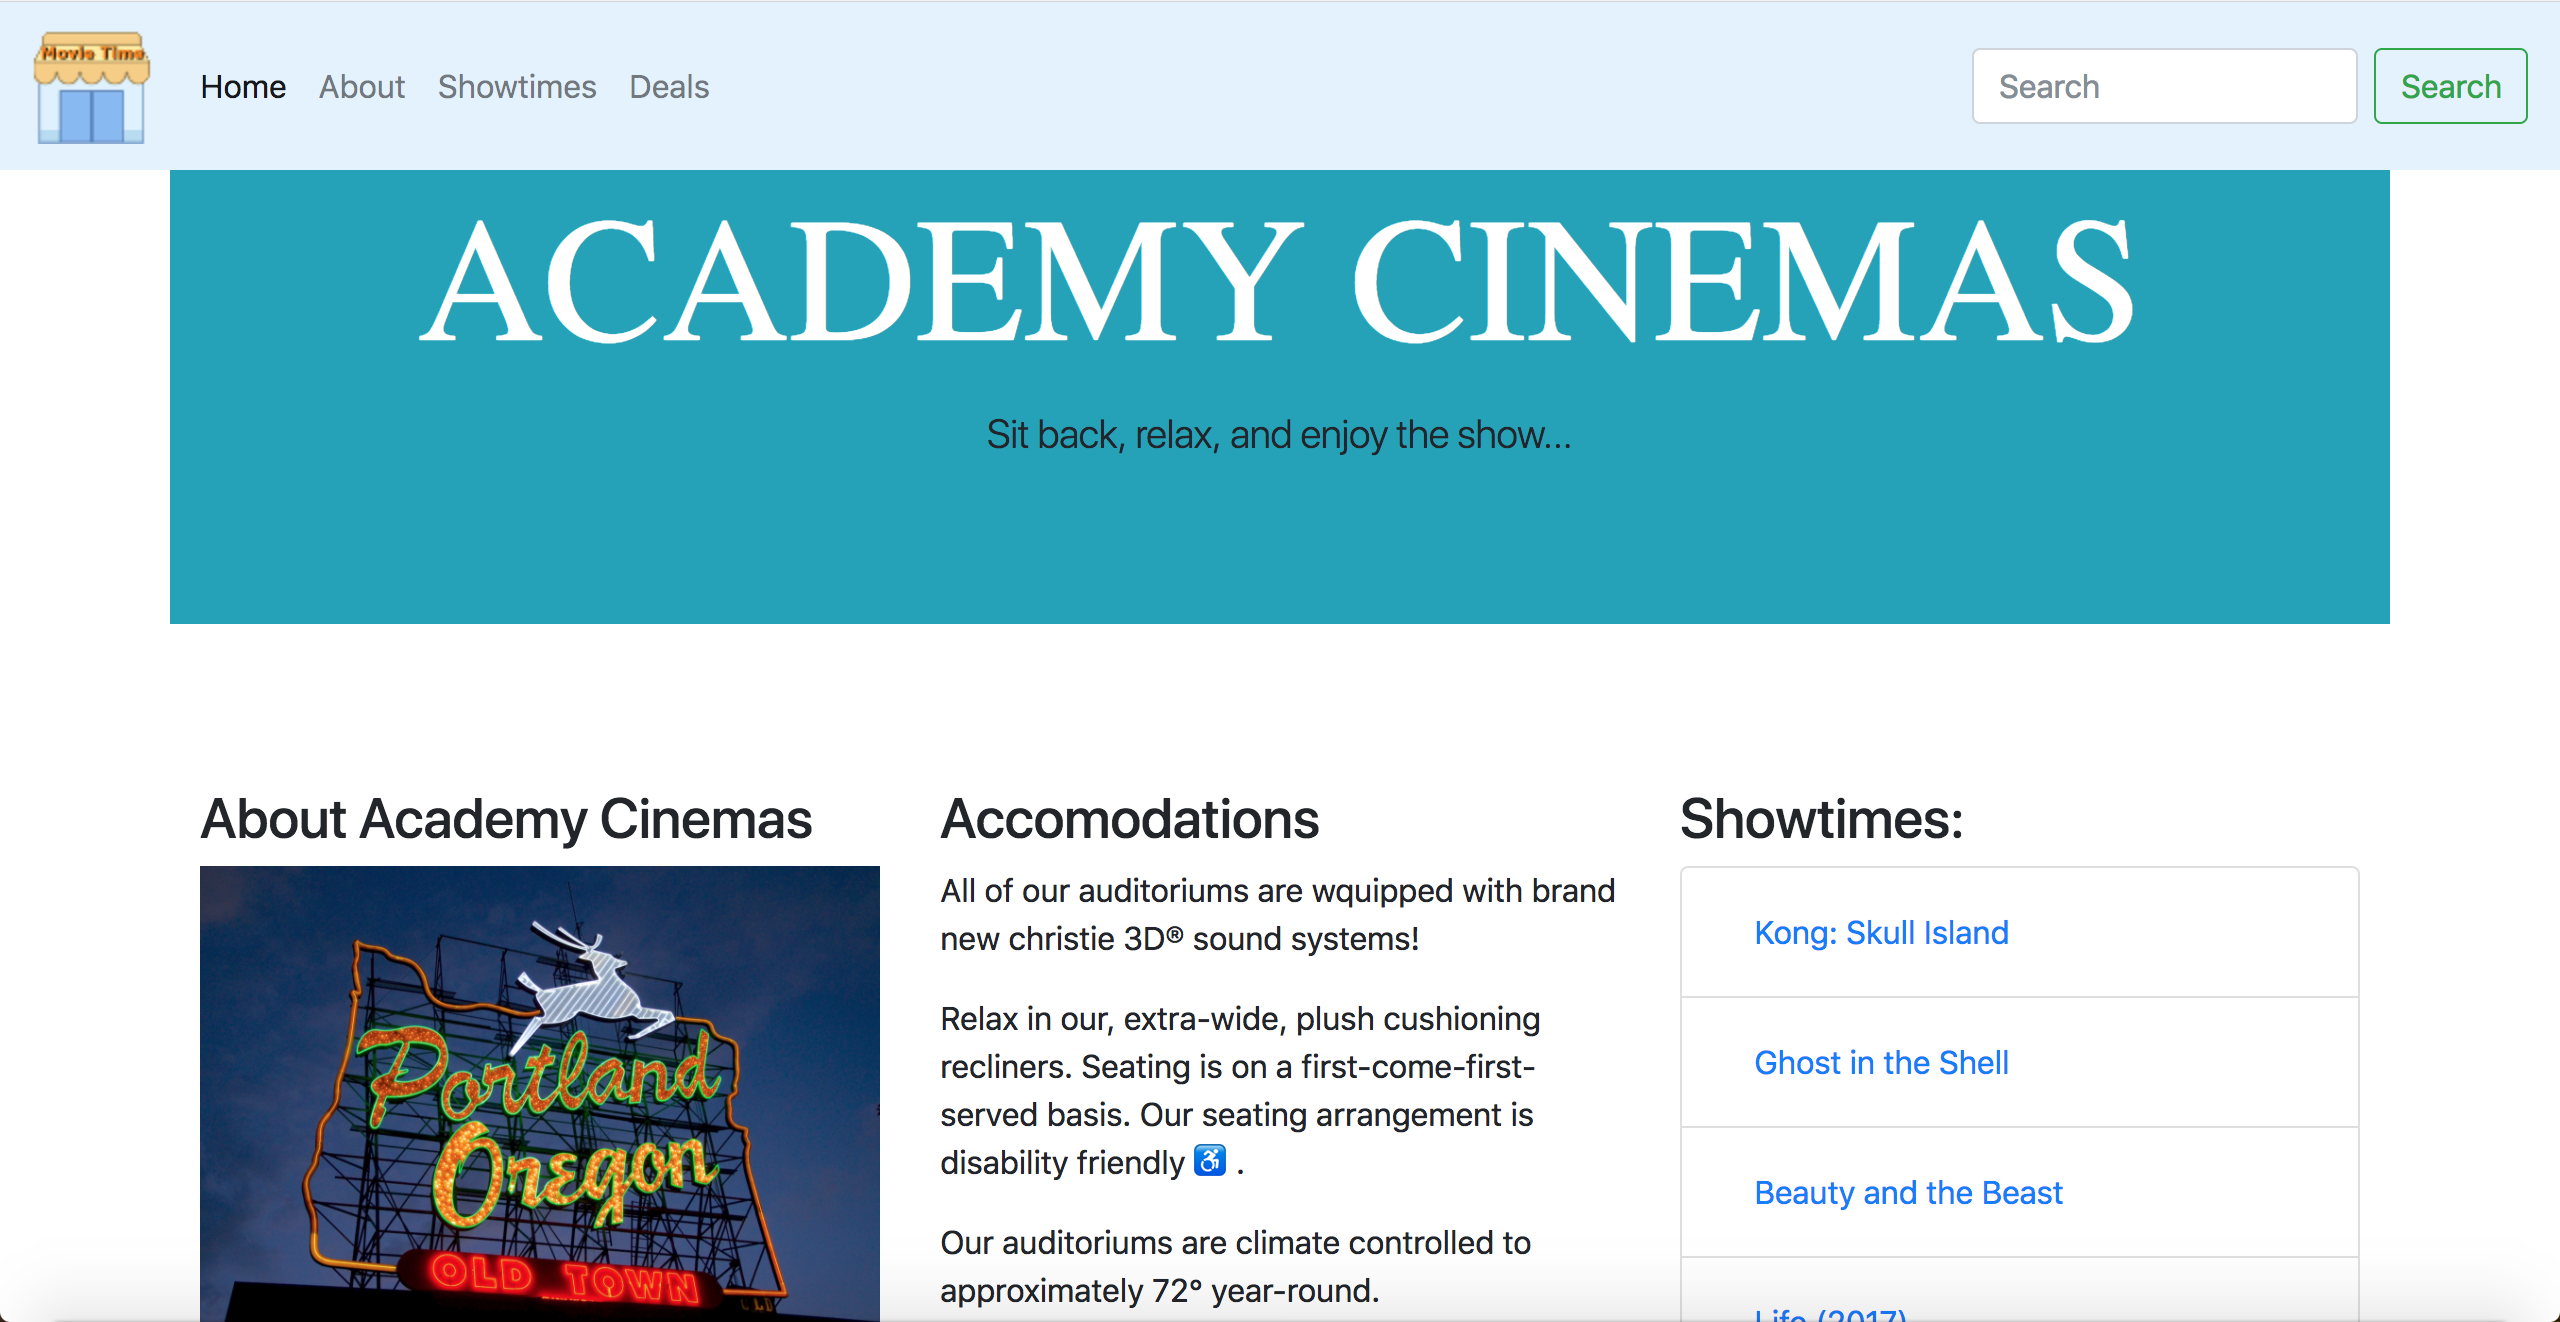 Movie Time
Home About Showtimes Deals
Search Search
ACADEMY CINEMAS
Sit back, relax, and enjoy the show...
About Academy Cinemas
Portland
Oregon
OLD TOWN
Accomodations
All of our auditoriums are wquipped with brand
new christie 3D® sound systems!
Relax in our, extra-wide, plush cushioning
recliners. Seating is on a first-come-first-
served basis. Our seating arrangement is
disability friendly ♿ .
Our auditoriums are climate controlled to
approximately 72° year-round.
Showtimes:
Kong: Skull Island
Ghost in the Shell
Beauty and the Beast
Life (2017)